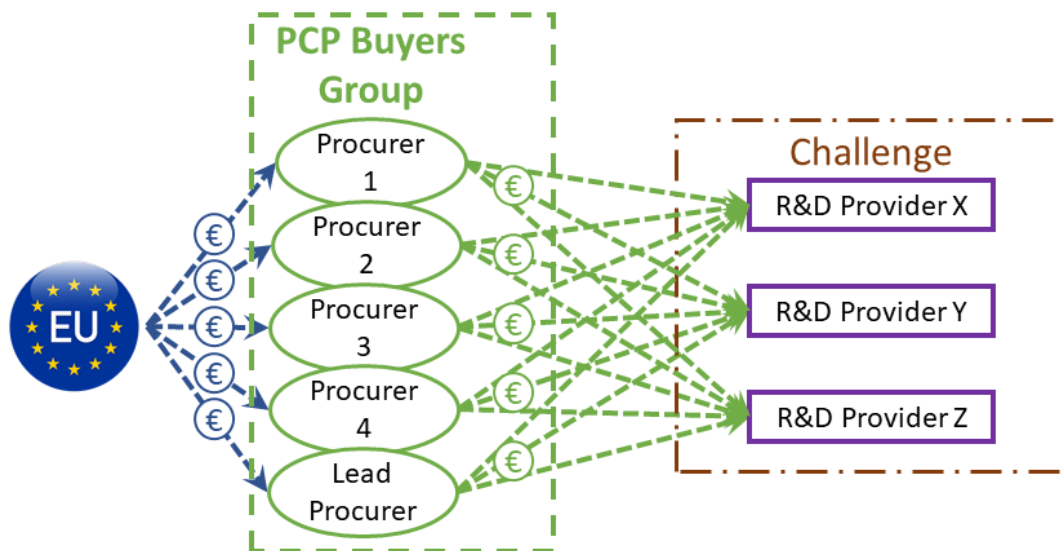 PCP Buyers
Group
Procurer
1
Procurer
2
Procurer
3
Procurer
4
Lead
Procurer
EU
€
€
€
€
€
€
€
€
€
€
Challenge
R&D Provider X
R&D Provider Y
R&D Provider Z